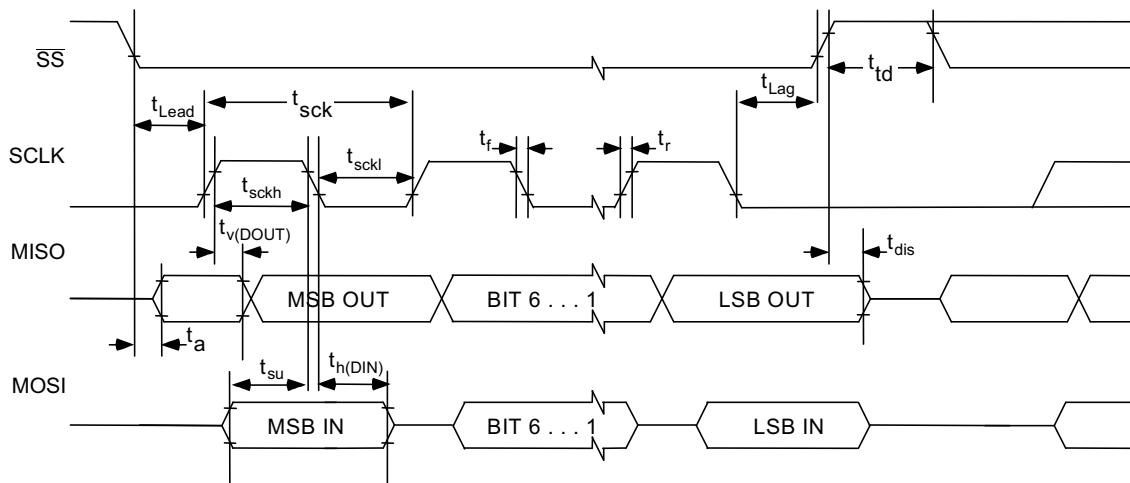 SS
t_td
t_Lead
t_sck
t_Lag
SCLK
t_f
t_r
t_sckl
t_sckh
t_v(DOUT)
MISO
t_dis
MSB OUT
BIT 6 . . . 1
LSB OUT
t_a
t_su
t_h(DIN)
MOSI
MSB IN
BIT 6 . . . 1
LSB IN